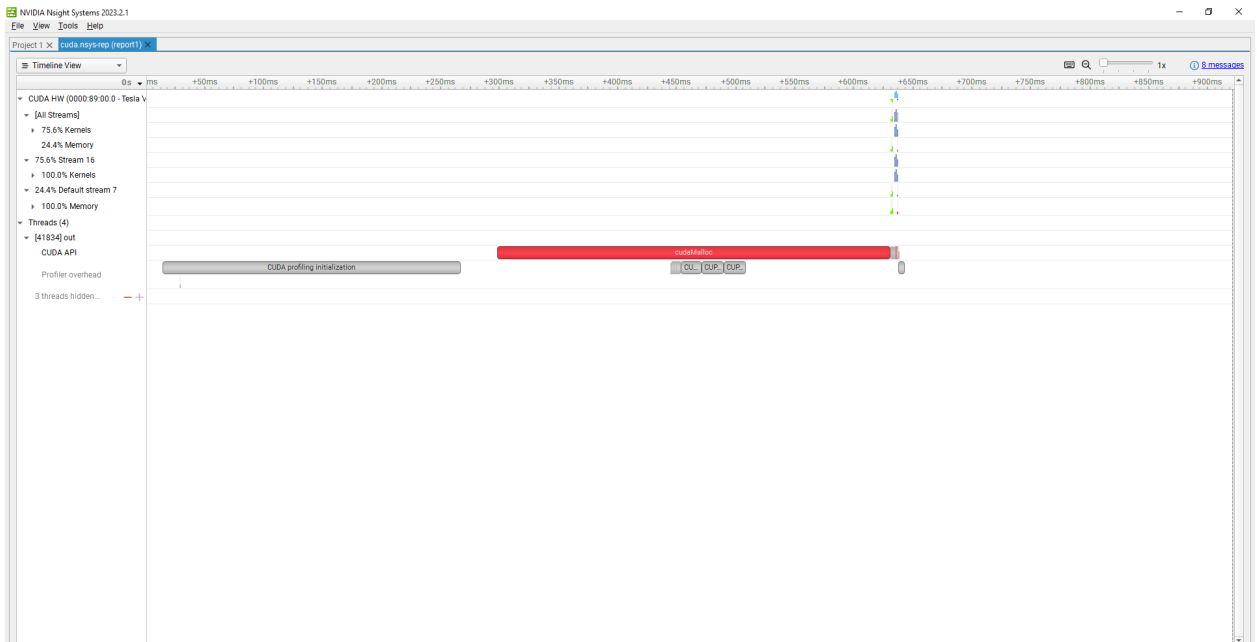 NVIDIA Nsight Systems 2023.2.1
File View Tools Help
Project 1 cuda.nsys-rep (report1)
Timeline View 1x 8 messages
0s ms +50ms +100ms +150ms +200ms +250ms +300ms +350ms +400ms +450ms +500ms +550ms +600ms +650ms +700ms +750ms +800ms +850ms +900ms
CUDA HW (0000:89:00.0 - Tesla V
[All Streams]
75.6% Kernels
24.4% Memory
75.6% Stream 16
100.0% Kernels
24.4% Default stream 7
100.0% Memory
Threads (4)
[41834] out
CUDA API cudaMalloc
Profiler overhead CUDA profiling initialization CU... CUP... CUP...
3 threads hidden...